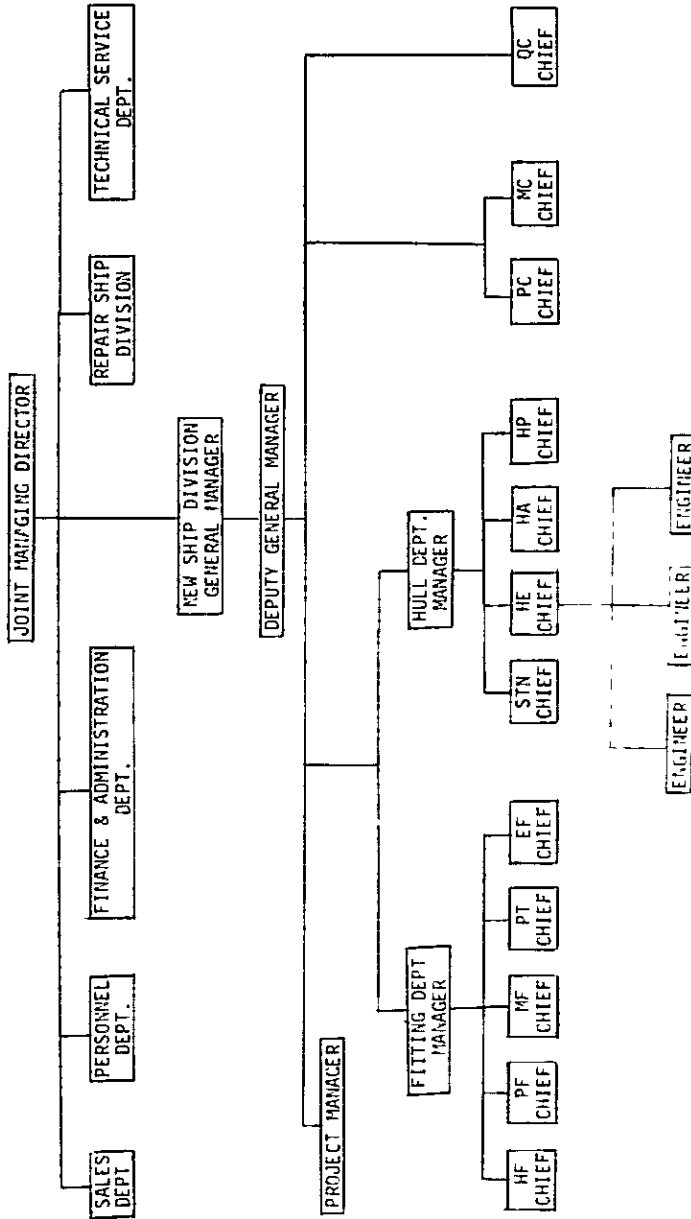 JOINT MANAGING DIRECTOR
SALES
DEPT
PERSONNEL
DEPT.
FINANCE & ADMINISTRATION
DEPT.
REPAIR SHIP
DIVISION
TECHNICAL SERVICE
DEPT.
NEW SHIP DIVISION
GENERAL MANAGER
DEPUTY GENERAL MANAGER
PROJECT MANAGER
FITTING DEPT
MANAGER
HULL DEPT.
MANAGER
HF
CHIEF
PF
CHIEF
MF
CHIEF
PT
CHIEF
EF
CHIEF
STN
CHIEF
HE
CHIEF
HA
CHIEF
HP
CHIEF
PC
CHIEF
MC
CHIEF
QC
CHIEF
ENGINEER
ENGINEER
ENGINEER